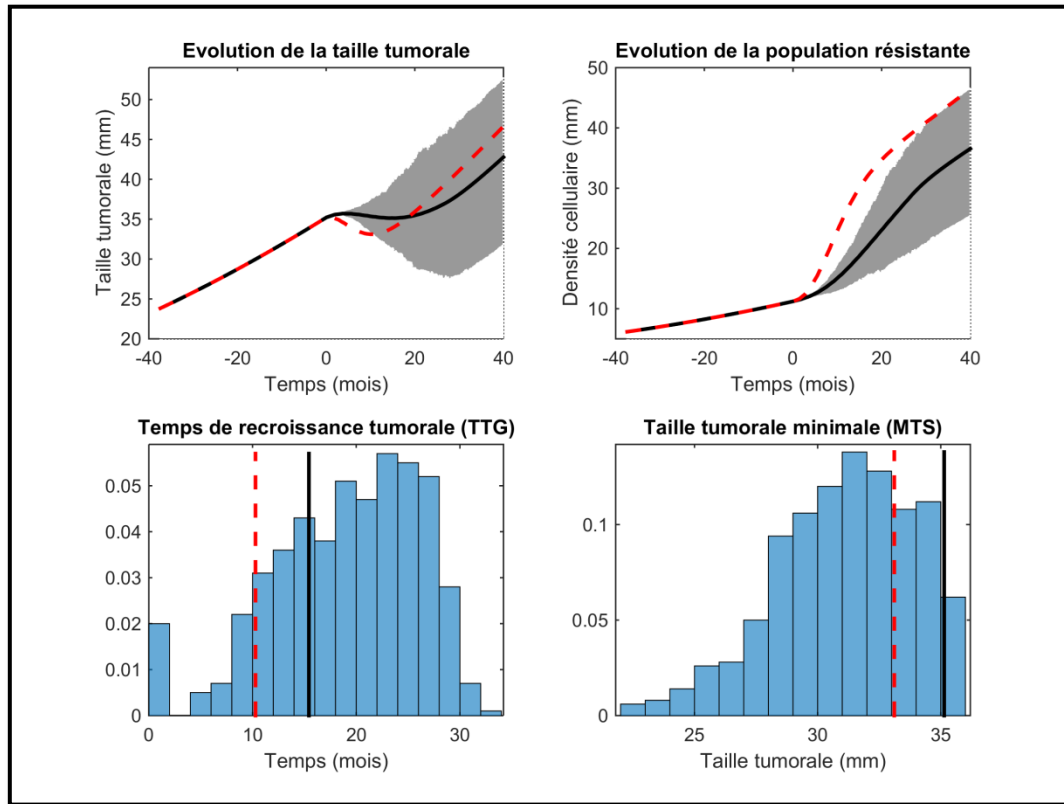 Evolution de la taille tumorale
Taille tumorale (mm)
50
45
40
35
30
25
20
-40 -20 0 20 40
Temps (mois)
Evolution de la population résistante
Densité cellulaire (mm)
50
40
30
20
10
-40 -20 0 20 40
Temps (mois)
Temps de recroissance tumorale (TTG)
0.05
0.04
0.03
0.02
0.01
0
0 10 20 30
Temps (mois)
Taille tumorale minimale (MTS)
0.1
0.05
0
25 30 35
Taille tumorale (mm)